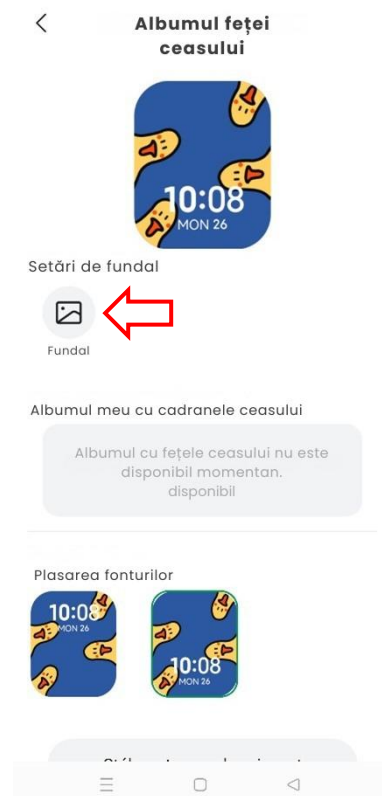 Albumul feței
ceasului
10:08
MON 26
Setări de fundal
Fundal
Albumul meu cu cadranele ceasului
Albumul cu fețele ceasului nu este
disponibil momentan.
disponibil
Plasarea fonturilor
10:08
MON 26
10:08
MON 26